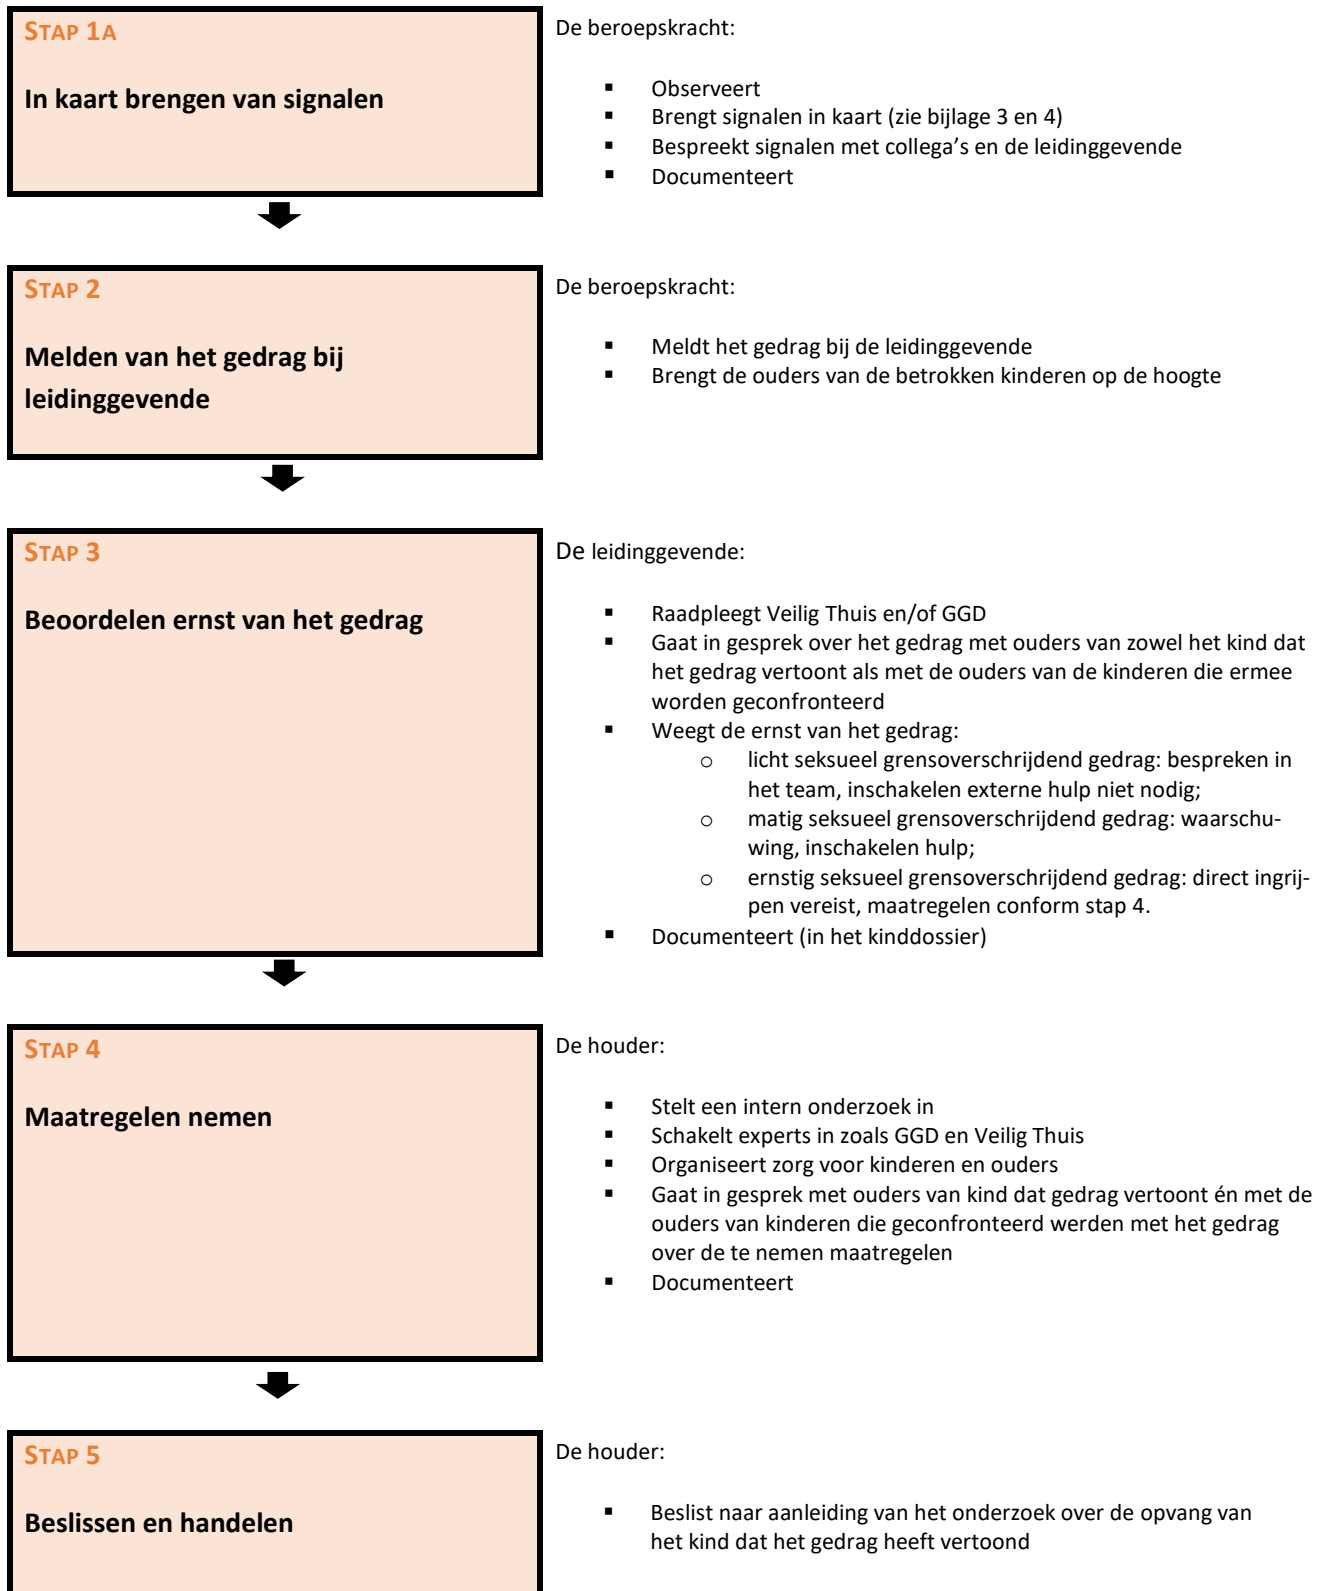 STAP 1A
In kaart brengen van signalen
De beroepskracht:
▪ Observeert
▪ Brengt signalen in kaart (zie bijlage 3 en 4)
▪ Bespreekt signalen met collega’s en de leidinggevende
▪ Documenteert
STAP 2
Melden van het gedrag bij
leidinggevende
De beroepskracht:
▪ Meldt het gedrag bij de leidinggevende
▪ Brengt de ouders van de betrokken kinderen op de hoogte
STAP 3
Beoordelen ernst van het gedrag
De leidinggevende:
▪ Raadpleegt Veilig Thuis en/of GGD
▪ Gaat in gesprek over het gedrag met ouders van zowel het kind dat
het gedrag vertoont als met de ouders van de kinderen die ermee
worden geconfronteerd
▪ Weegt de ernst van het gedrag:
o licht seksueel grensoverschrijdend gedrag: bespreken in
het team, inschakelen externe hulp niet nodig;
o matig seksueel grensoverschrijdend gedrag: waarschu-
wing, inschakelen hulp;
o ernstig seksueel grensoverschrijdend gedrag: direct ingrij-
pen vereist, maatregelen conform stap 4.
▪ Documenteert (in het kinddossier)
STAP 4
Maatregelen nemen
De houder:
▪ Stelt een intern onderzoek in
▪ Schakelt experts in zoals GGD en Veilig Thuis
▪ Organiseert zorg voor kinderen en ouders
▪ Gaat in gesprek met ouders van kind dat gedrag vertoont én met de
ouders van kinderen die geconfronteerd werden met het gedrag
over de te nemen maatregelen
▪ Documenteert
STAP 5
Beslissen en handelen
De houder:
▪ Beslist naar aanleiding van het onderzoek over de opvang van
het kind dat het gedrag heeft vertoond